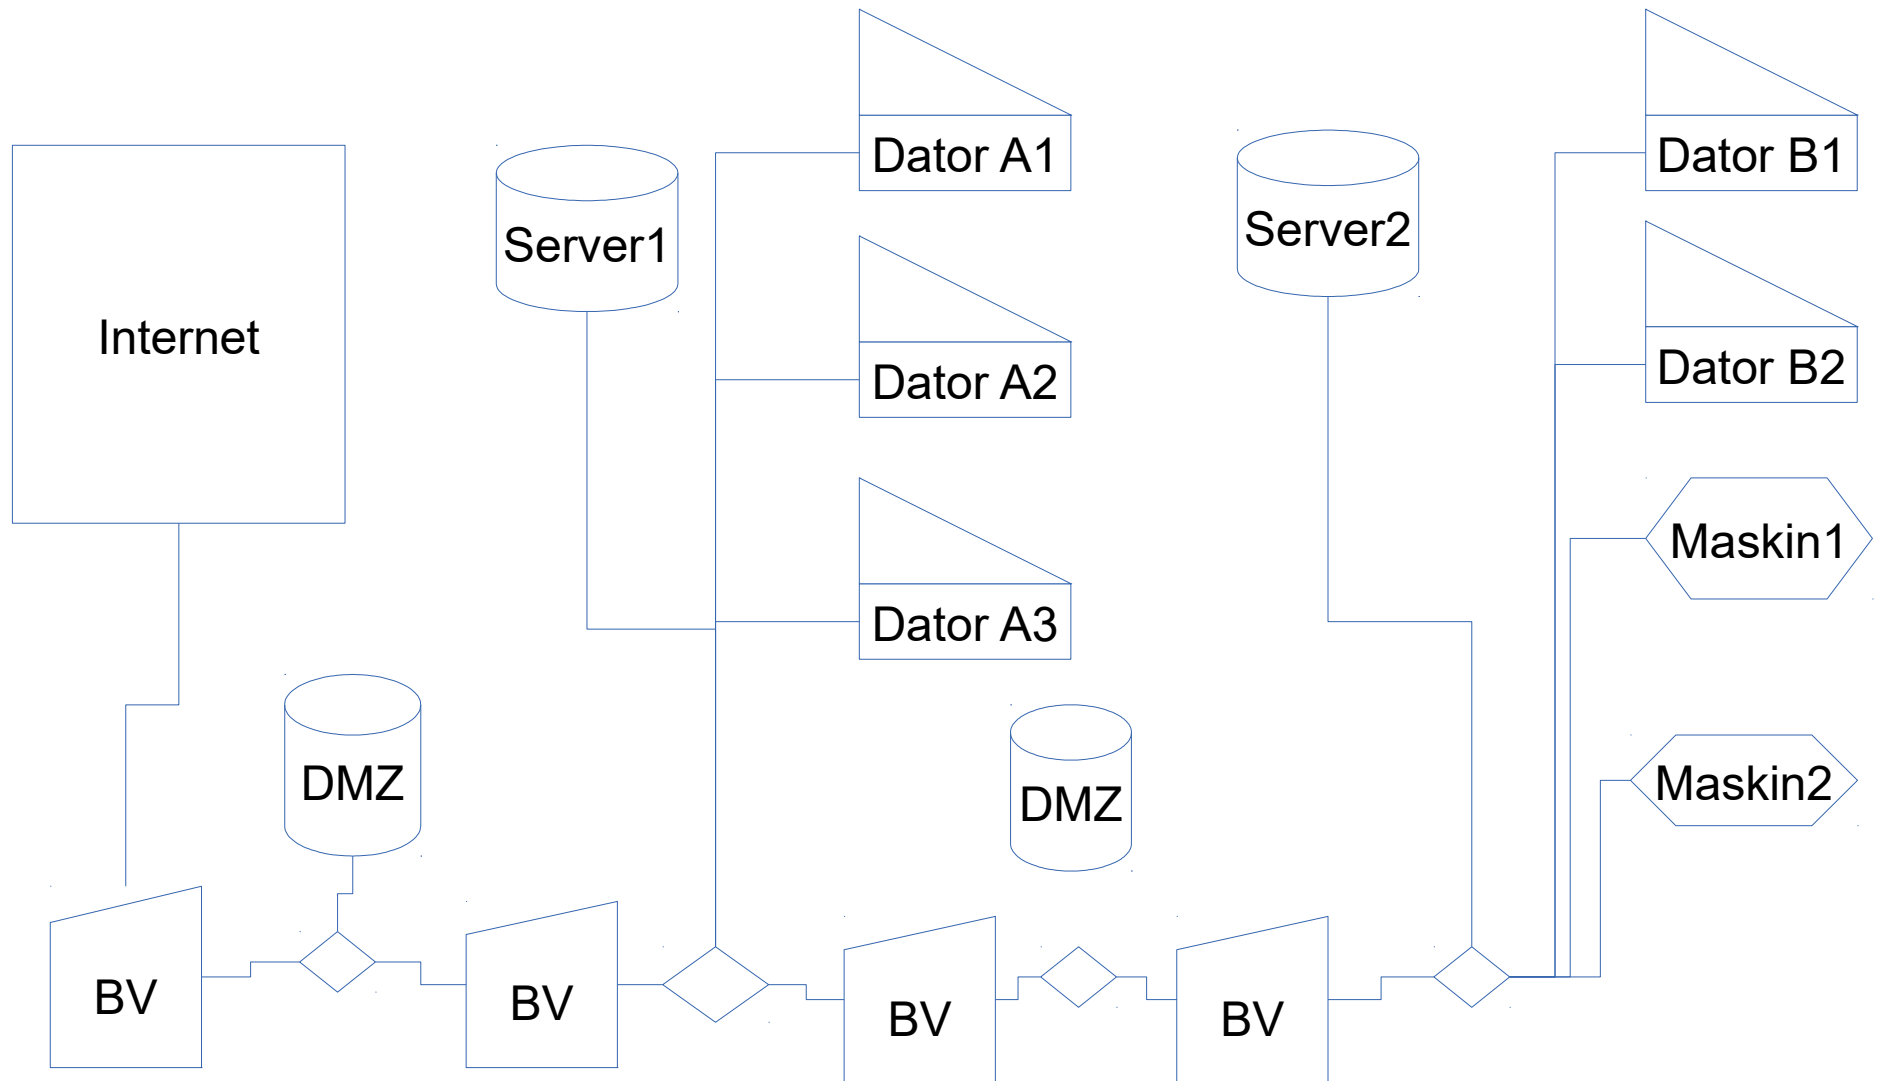 Dator A1
Dator B1
Server1
Server2
Internet
Dator A2
Dator B2
Maskin1
Dator A3
DMZ
DMZ
Maskin2
BV
BV
BV
BV